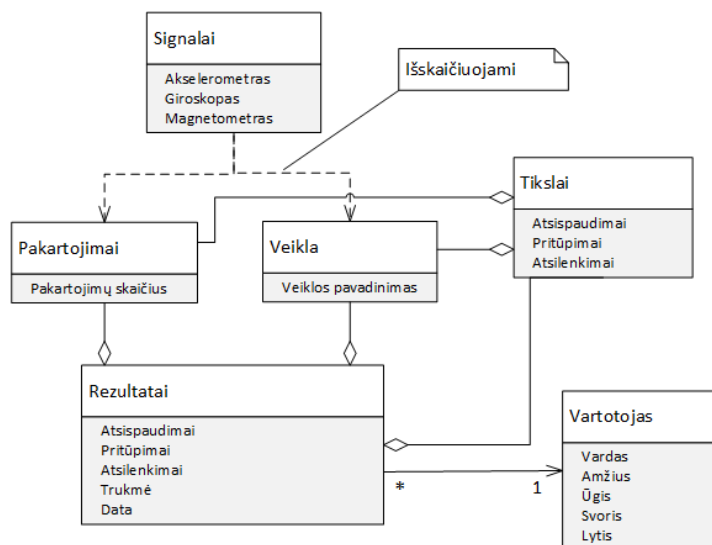 Signalai
Akselerometras
Giroskopas
Magnetometras
Išskaičiuojami
Tikslai
Atsispaudimai
Pritūpimai
Atsilenkimai
Pakartojimai
Pakartojimų skaičius
Veikla
Veiklos pavadinimas
Rezultatai
Atsispaudimai
Pritūpimai
Atsilenkimai
Trukmė
Data
* 1
Vartotojas
Vardas
Amžius
Ūgis
Svoris
Lytis